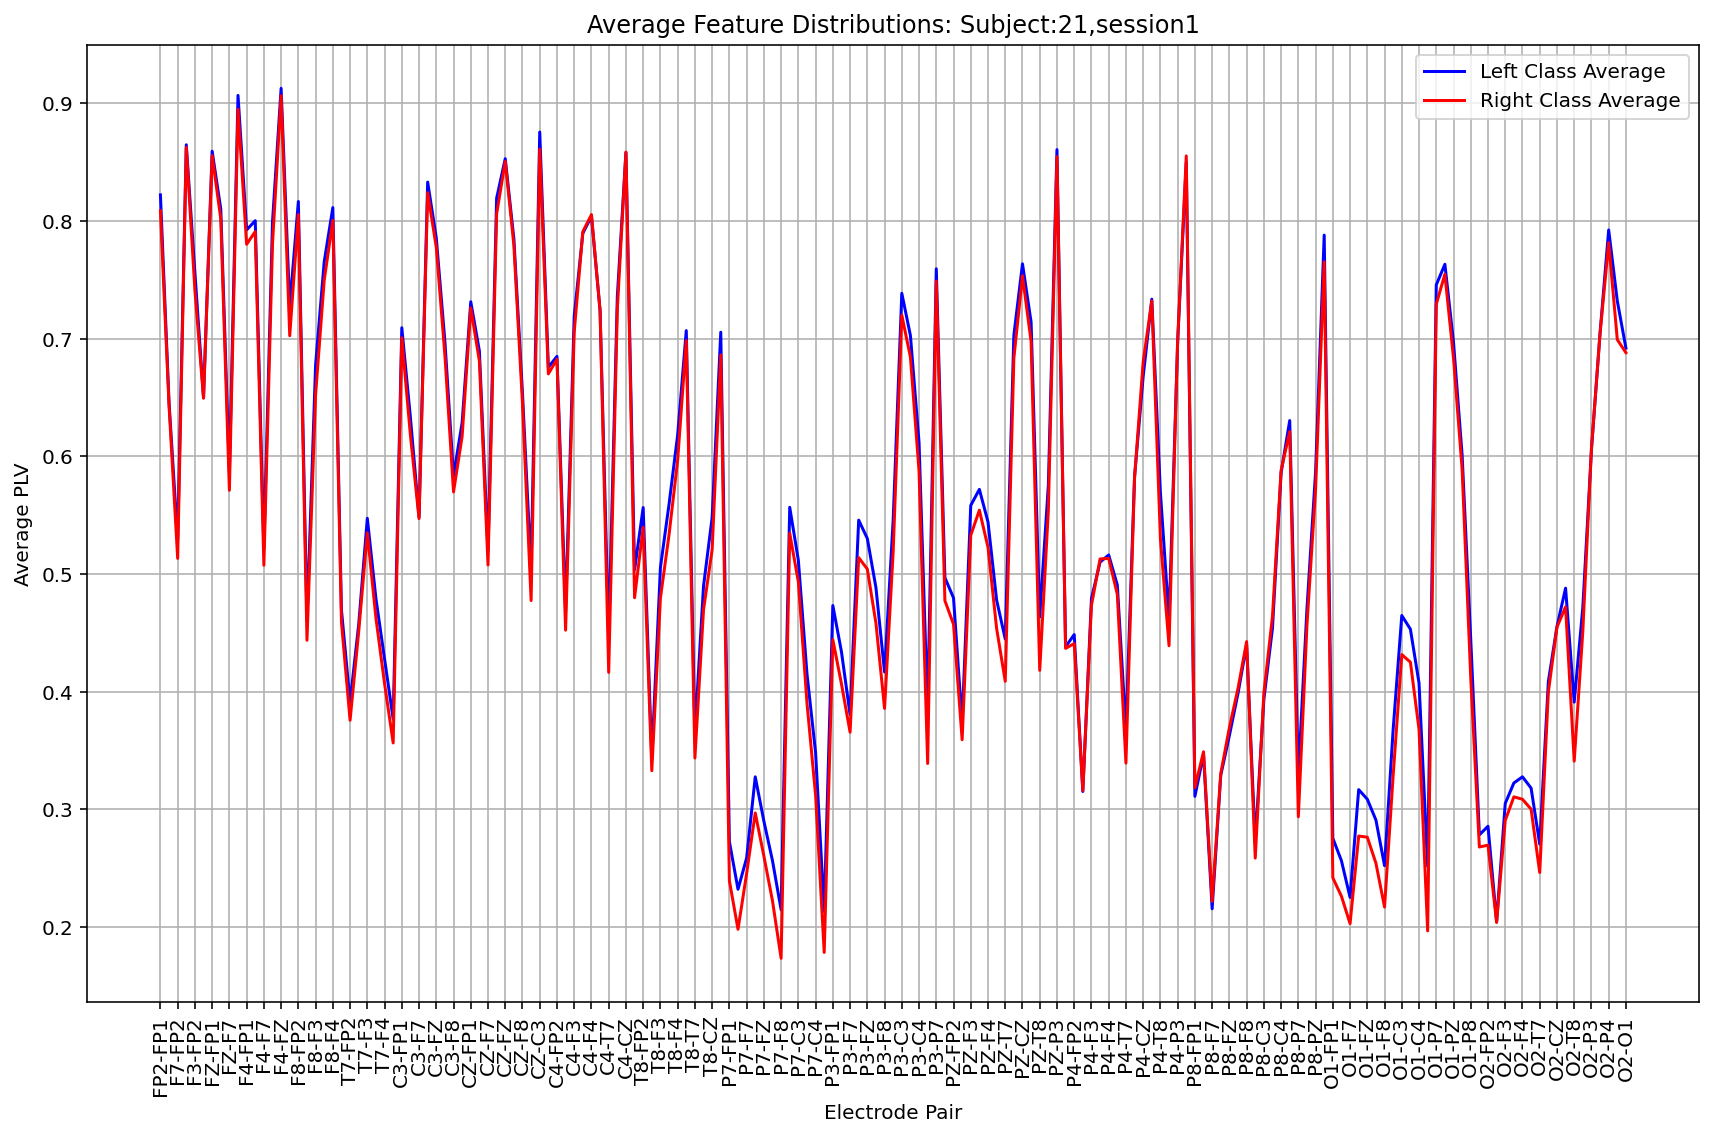 Average Feature Distributions: Subject:21,session1
Left Class Average
Right Class Average
Average PLV
0.9
0.8
0.7
0.6
0.5
0.4
0.3
0.2
FP2-FP1
F7-FP2
F3-FP2
FZ-FP1
FZ-F7
F4-FP1
F4-F7
F4-FZ
F8-FP2
F8-F3
F8-F4
T7-FP2
T7-F3
T7-F4
C3-FP1
C3-F7
C3-FZ
C3-F8
CZ-FP1
CZ-F7
CZ-FZ
CZ-F8
CZ-C3
C4-FP2
C4-F3
C4-F4
C4-T7
C4-CZ
T8-FP2
T8-F3
T8-F4
T8-T7
T8-CZ
P7-FP1
P7-F7
P7-FZ
P7-F8
P7-C3
P7-C4
P3-FP1
P3-F7
P3-FZ
P3-F8
P3-C3
P3-C4
P3-P7
PZ-FP2
PZ-F3
PZ-F4
PZ-T7
PZ-CZ
PZ-T8
PZ-P3
P4-FP2
P4-F3
P4-F4
P4-T7
P4-CZ
P4-T8
P4-P3
P8-FP1
P8-F7
P8-FZ
P8-F8
P8-C3
P8-C4
P8-P7
P8-PZ
O1-FP1
O1-F7
O1-FZ
O1-F8
O1-C3
O1-C4
O1-P7
O1-PZ
O1-P8
O2-FP2
O2-F3
O2-F4
O2-T7
O2-CZ
O2-T8
O2-P3
O2-P4
O2-O1
Electrode Pair